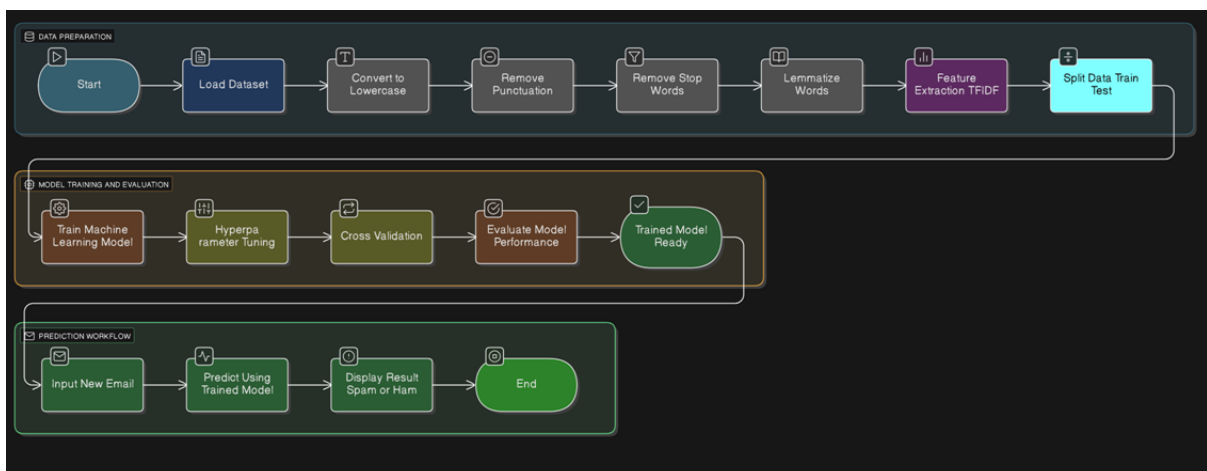 DATA PREPARATION
Start
Load Dataset
Convert to
Lowercase
Remove
Punctuation
Remove Stop
Words
Lemmatize
Words
Feature
Extraction TFIDF
Split Data Train
Test
MODEL TRAINING AND EVALUATION
Train Machine
Learning Model
Hyperpa
rameter Tuning
Cross Validation
Evaluate Model
Performance
Trained Model
Ready
PREDICTION WORKFLOW
Input New Email
Predict Using
Trained Model
Display Result
Spam or Ham
End